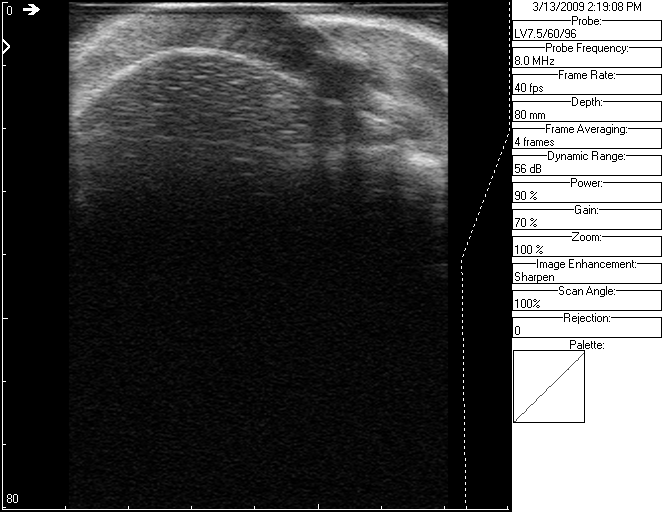 0
80
3/13/2009 2:19:08 PM
Probe:
LV7.5/60/96
Probe Frequency:
8.0 MHz
Frame Rate:
40 fps
Depth:
80 mm
Frame Averaging:
4 frames
Dynamic Range:
56 dB
Power:
90 %
Gain:
70 %
Zoom:
100 %
Image Enhancement:
Sharpen
Scan Angle:
100%
Rejection:
0
Palette: